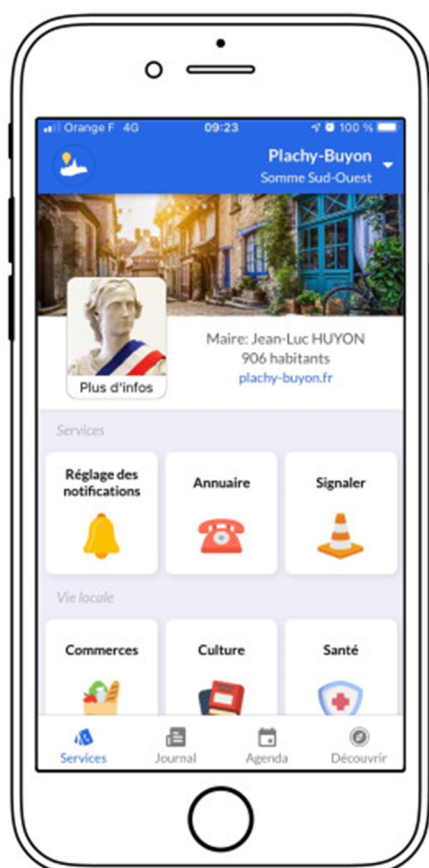 Orange F 4G 09:23 100 %
Plachy-Buyon
Somme Sud-Ouest
Maire: Jean-Luc HUYON
906 habitants
plachy-buyon.fr
Plus d'infos
Services
Réglage des
notifications
Annuaire
Signaler
Vie locale
Commerces
Culture
Santé
Services
Journal
Agenda
Découvrir